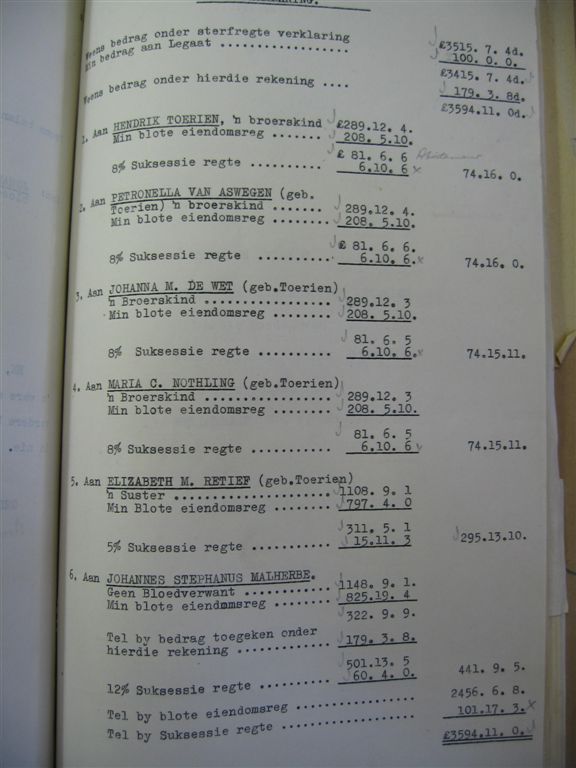 Weens bedrag onder sterfregte verklaring £3515. 7. 4d.
Min bedrag aan Legaat ................. 100. 0. 0.
£3415. 7. 4d.
Weens bedrag onder hierdie rekening .... 179. 3. 8d.
£3594.11. 0d.
1. Aan HENDRIK TOERIEN, 'n broerskind £289.12. 4.
Min blote eiendomsreg ....... 208. 5.10.
£ 81. 6. 6
8% Suksessie regte .......... 6.10. 6 x 74.16. 0.
2. Aan PETRONELLA VAN ASWEGEN (geb.
Toerien) 'n broerskind ....... 289.12. 4.
Min blote eiendomsreg ....... 208. 5.10.
£ 81. 6. 6.
8% Suksessie regte .......... 6.10. 6. x 74.16. 0.
3. Aan JOHANNA M. DE WET (geb.Toerien)
'n Broerskind ................. 289.12. 3
Min blote eiendomsreg ........ 208. 5.10.
81. 6. 5
8% Suksessie regte .......... 6.10. 6. x 74.15.11.
4. Aan MARIA C. NOTHLING (geb.Toerien)
'n Broerskind ................ 289.12. 3
Min blote eiendomsreg ........ 208. 5.10.
81. 6. 5
8% Suksessie regte ........... 6.10. 6 x 74.15.11.
5. Aan ELIZABETH M. RETIEF (geb.Toerien)
'n Suster .................... 1108. 9. 1
Min Blote eiendomsreg ........ 797. 4. 0
311. 5. 1
5% Suksessie regte ........... 15.11. 3 295.13.10.
6. Aan JOHANNES STEPHANUS MALHERBE.
Geen Bloedverwant ............ 1148. 9. 1.
Min blote eiendomsreg ........ 825.19. 4
322. 9. 9.
Tel by bedrag toegeken onder
hierdie rekening ............. 179. 3. 8.
501.13. 5
12% Suksessie regte .......... 60. 4. 0. 441. 9. 5.
Tel by blote eiendomsreg ................. 2456. 6. 8.
Tel by Suksessie regte ................... 101.17. 3. x
£3594.11. 0.